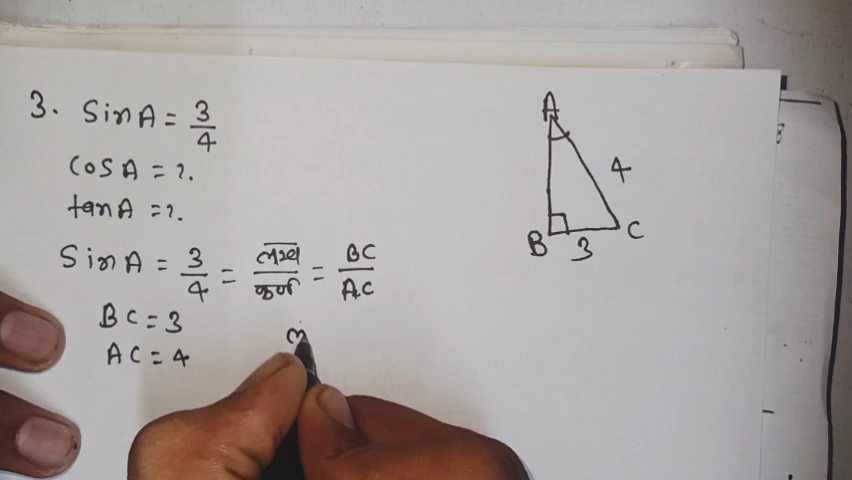 3. SinA = 3/4
COSA = ?.
tanA = ?.
SinA = 3/4 = लम्ब/कर्ण = BC/AC
BC = 3
AC = 4
A
4
B
3
C